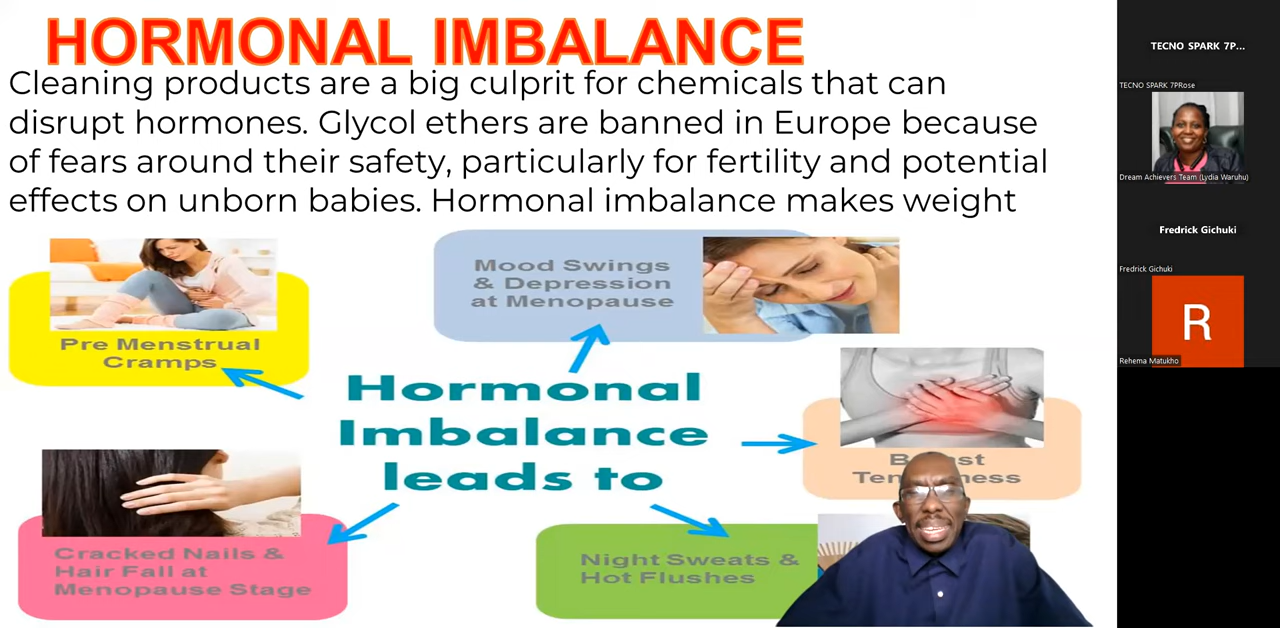 HORMONAL IMBALANCE
Cleaning products are a big culprit for chemicals that can
disrupt hormones. Glycol ethers are banned in Europe because
of fears around their safety, particularly for fertility and potential
effects on unborn babies. Hormonal imbalance makes weight
Pre Menstrual
Cramps
Mood Swings
& Depression
at Menopause
Hormonal
Imbalance
leads to
Cracked Nails &
Hair Fall at
Menopause Stage
Night Sweats &
Hot Flushes
TECNO SPARK 7P...
TECNO SPARK 7PRose
Dream Achievers Team (Lydia Waruhu)
Fredrick Gichuki
Fredrick Gichuki
R
Rehema Matukho